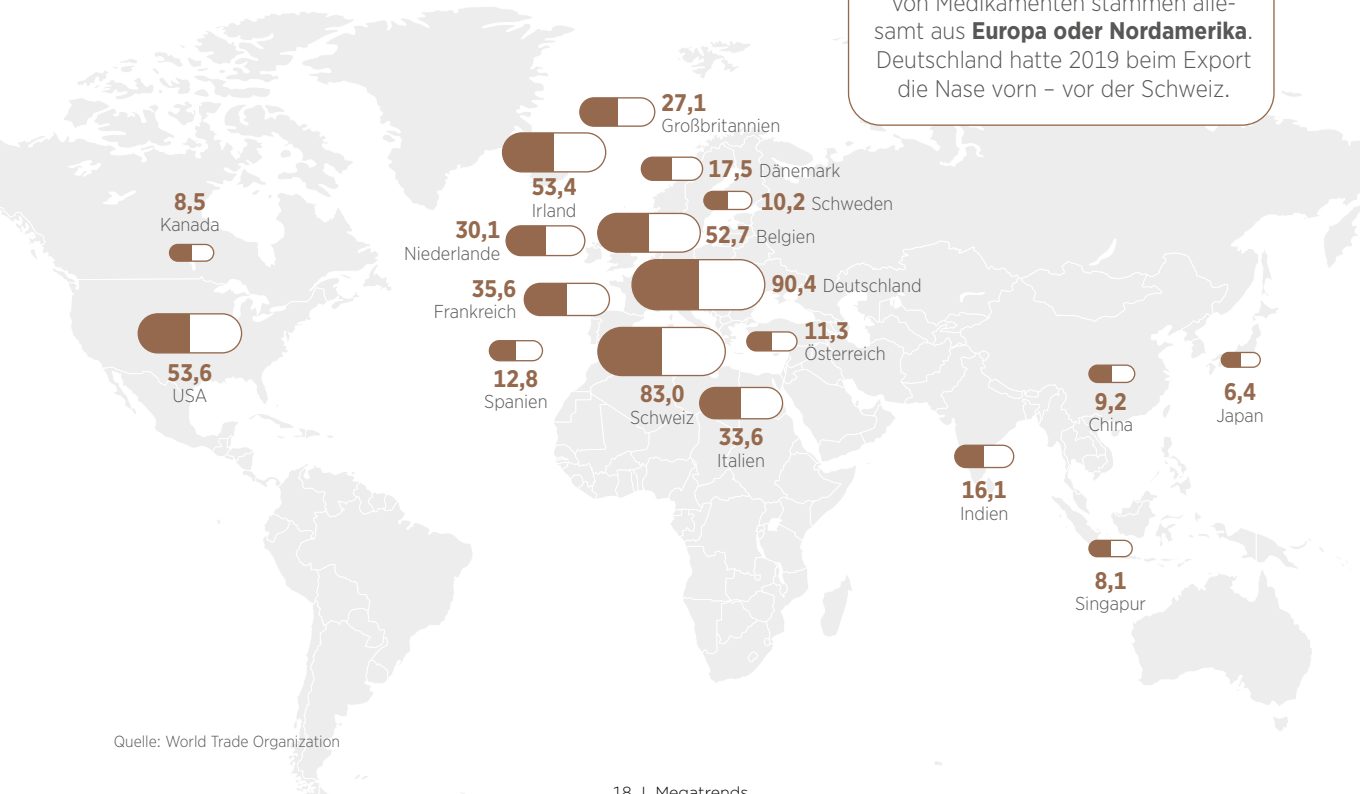 von Medikamenten stammen alle-
samt aus Europa oder Nordamerika.
Deutschland hatte 2019 beim Export
die Nase vorn – vor der Schweiz.
27,1
Großbritannien
53,4
Irland
17,5 Dänemark
10,2 Schweden
8,5
Kanada
30,1
Niederlande
52,7 Belgien
90,4 Deutschland
35,6
Frankreich
11,3
Österreich
53,6
USA
12,8
Spanien
83,0
Schweiz
33,6
Italien
9,2
China
6,4
Japan
16,1
Indien
8,1
Singapur
Quelle: World Trade Organization
18 | Megatrends